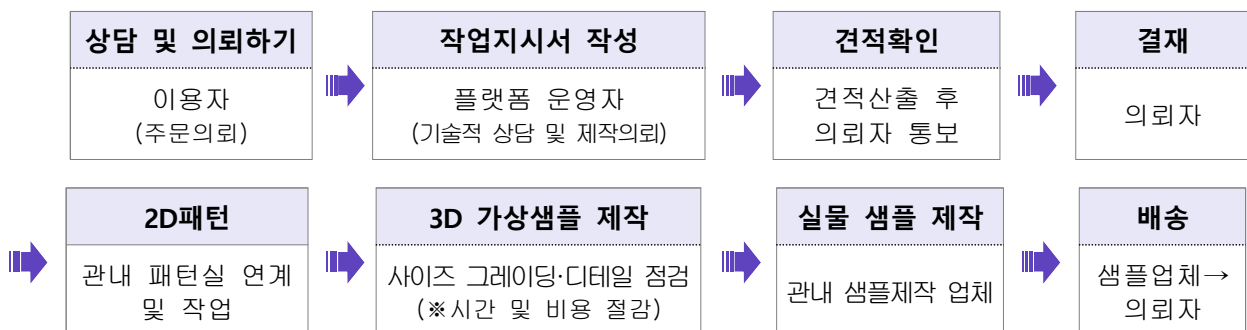 상담 및 의뢰하기
이용자
(주문의뢰)
작업지시서 작성
플랫폼 운영자
(기술적 상담 및 제작의뢰)
견적확인
견적산출 후
의뢰자 통보
결재
의뢰자
2D패턴
관내 패턴실 연계
및 작업
3D 가상샘플 제작
사이즈 그레이딩·디테일 점검
(※시간 및 비용 절감)
실물 샘플 제작
관내 샘플제작 업체
배송
샘플업체→
의뢰자